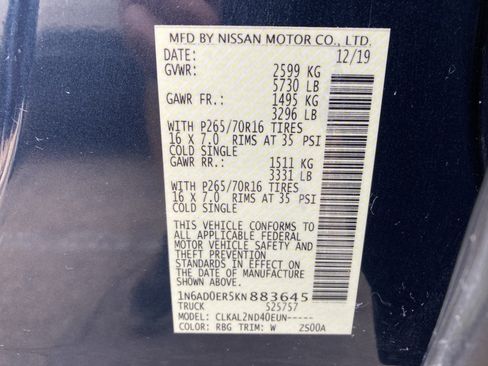 MFD BY NISSAN MOTOR CO., LTD.
DATE: 12/19
GVWR: 2599 KG
5730 LB
GAWR FR.: 1495 KG
3296 LB
WITH P265/70R16 TIRES
16 X 7.0 RIMS AT 35 PSI
COLD SINGLE
GAWR RR.: 1511 KG
3331 LB
WITH P265/70R16 TIRES
16 X 7.0 RIMS AT 35 PSI
COLD SINGLE
THIS VEHICLE CONFORMS TO
ALL APPLICABLE FEDERAL
MOTOR VEHICLE SAFETY AND
THEFT PREVENTION
STANDARDS IN EFFECT ON
THE DATE OF MANUFACTURE
SHOWN ABOVE.
1N6AD0ER5KN883645
TRUCK 525757
MODEL: CLKAL2ND40EUN-----
COLOR: RBG TRIM: W ZS00A